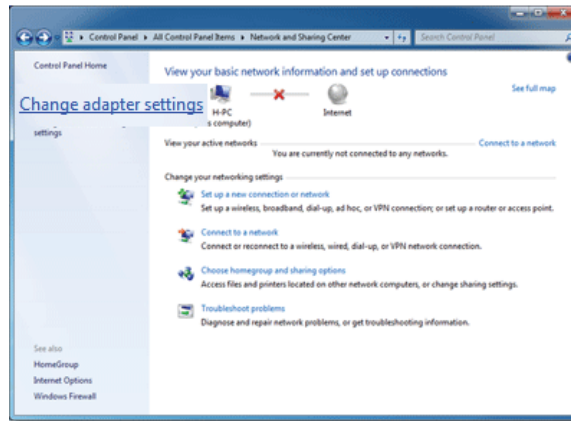 Control Panel ▸ All Control Panel Items ▸ Network and Sharing Center
Search Control Panel
Control Panel Home
Change adapter settings
settings
View your basic network information and set up connections
See full map
H-PC
s computer)
Internet
View your active networks
Connect to a network
You are currently not connected to any networks.
Change your networking settings
Set up a new connection or network
Set up a wireless, broadband, dial-up, ad hoc, or VPN connection; or set up a router or access point.
Connect to a network
Connect or reconnect to a wireless, wired, dial-up, or VPN network connection.
Choose homegroup and sharing options
Access files and printers located on other network computers, or change sharing settings.
Troubleshoot problems
Diagnose and repair network problems, or get troubleshooting information.
See also
HomeGroup
Internet Options
Windows Firewall